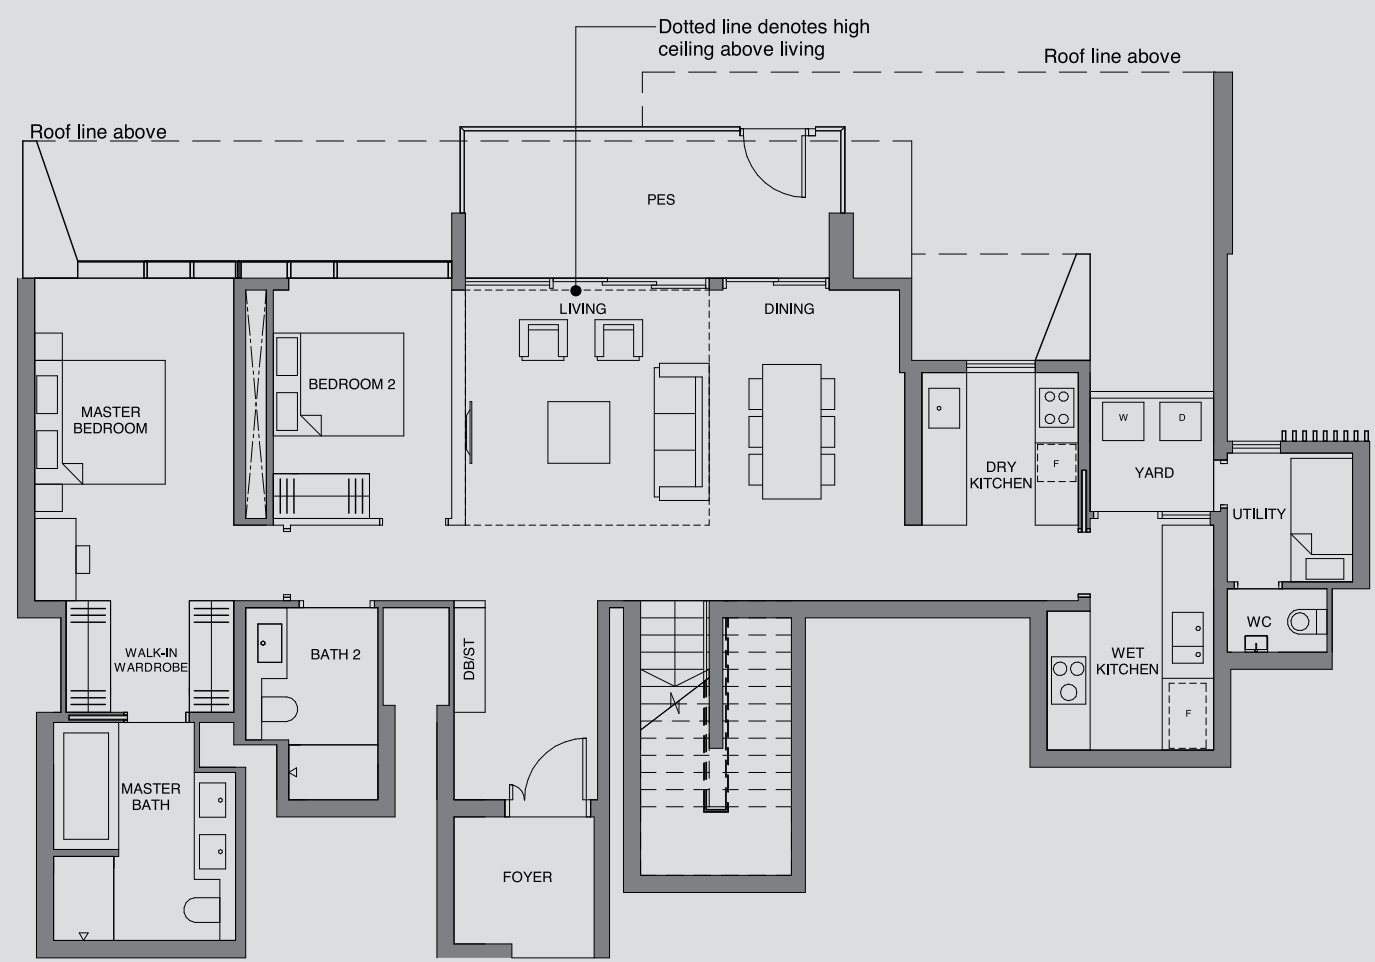 Dotted line denotes high
ceiling above living
Roof line above
Roof line above
PES
LIVING
DINING
BEDROOM 2
MASTER
BEDROOM
W
D
F
DRY
KITCHEN
YARD
UTILITY
WC
WALK-IN
WARDROBE
BATH 2
DB/ST
WET
KITCHEN
F
MASTER
BATH
FOYER